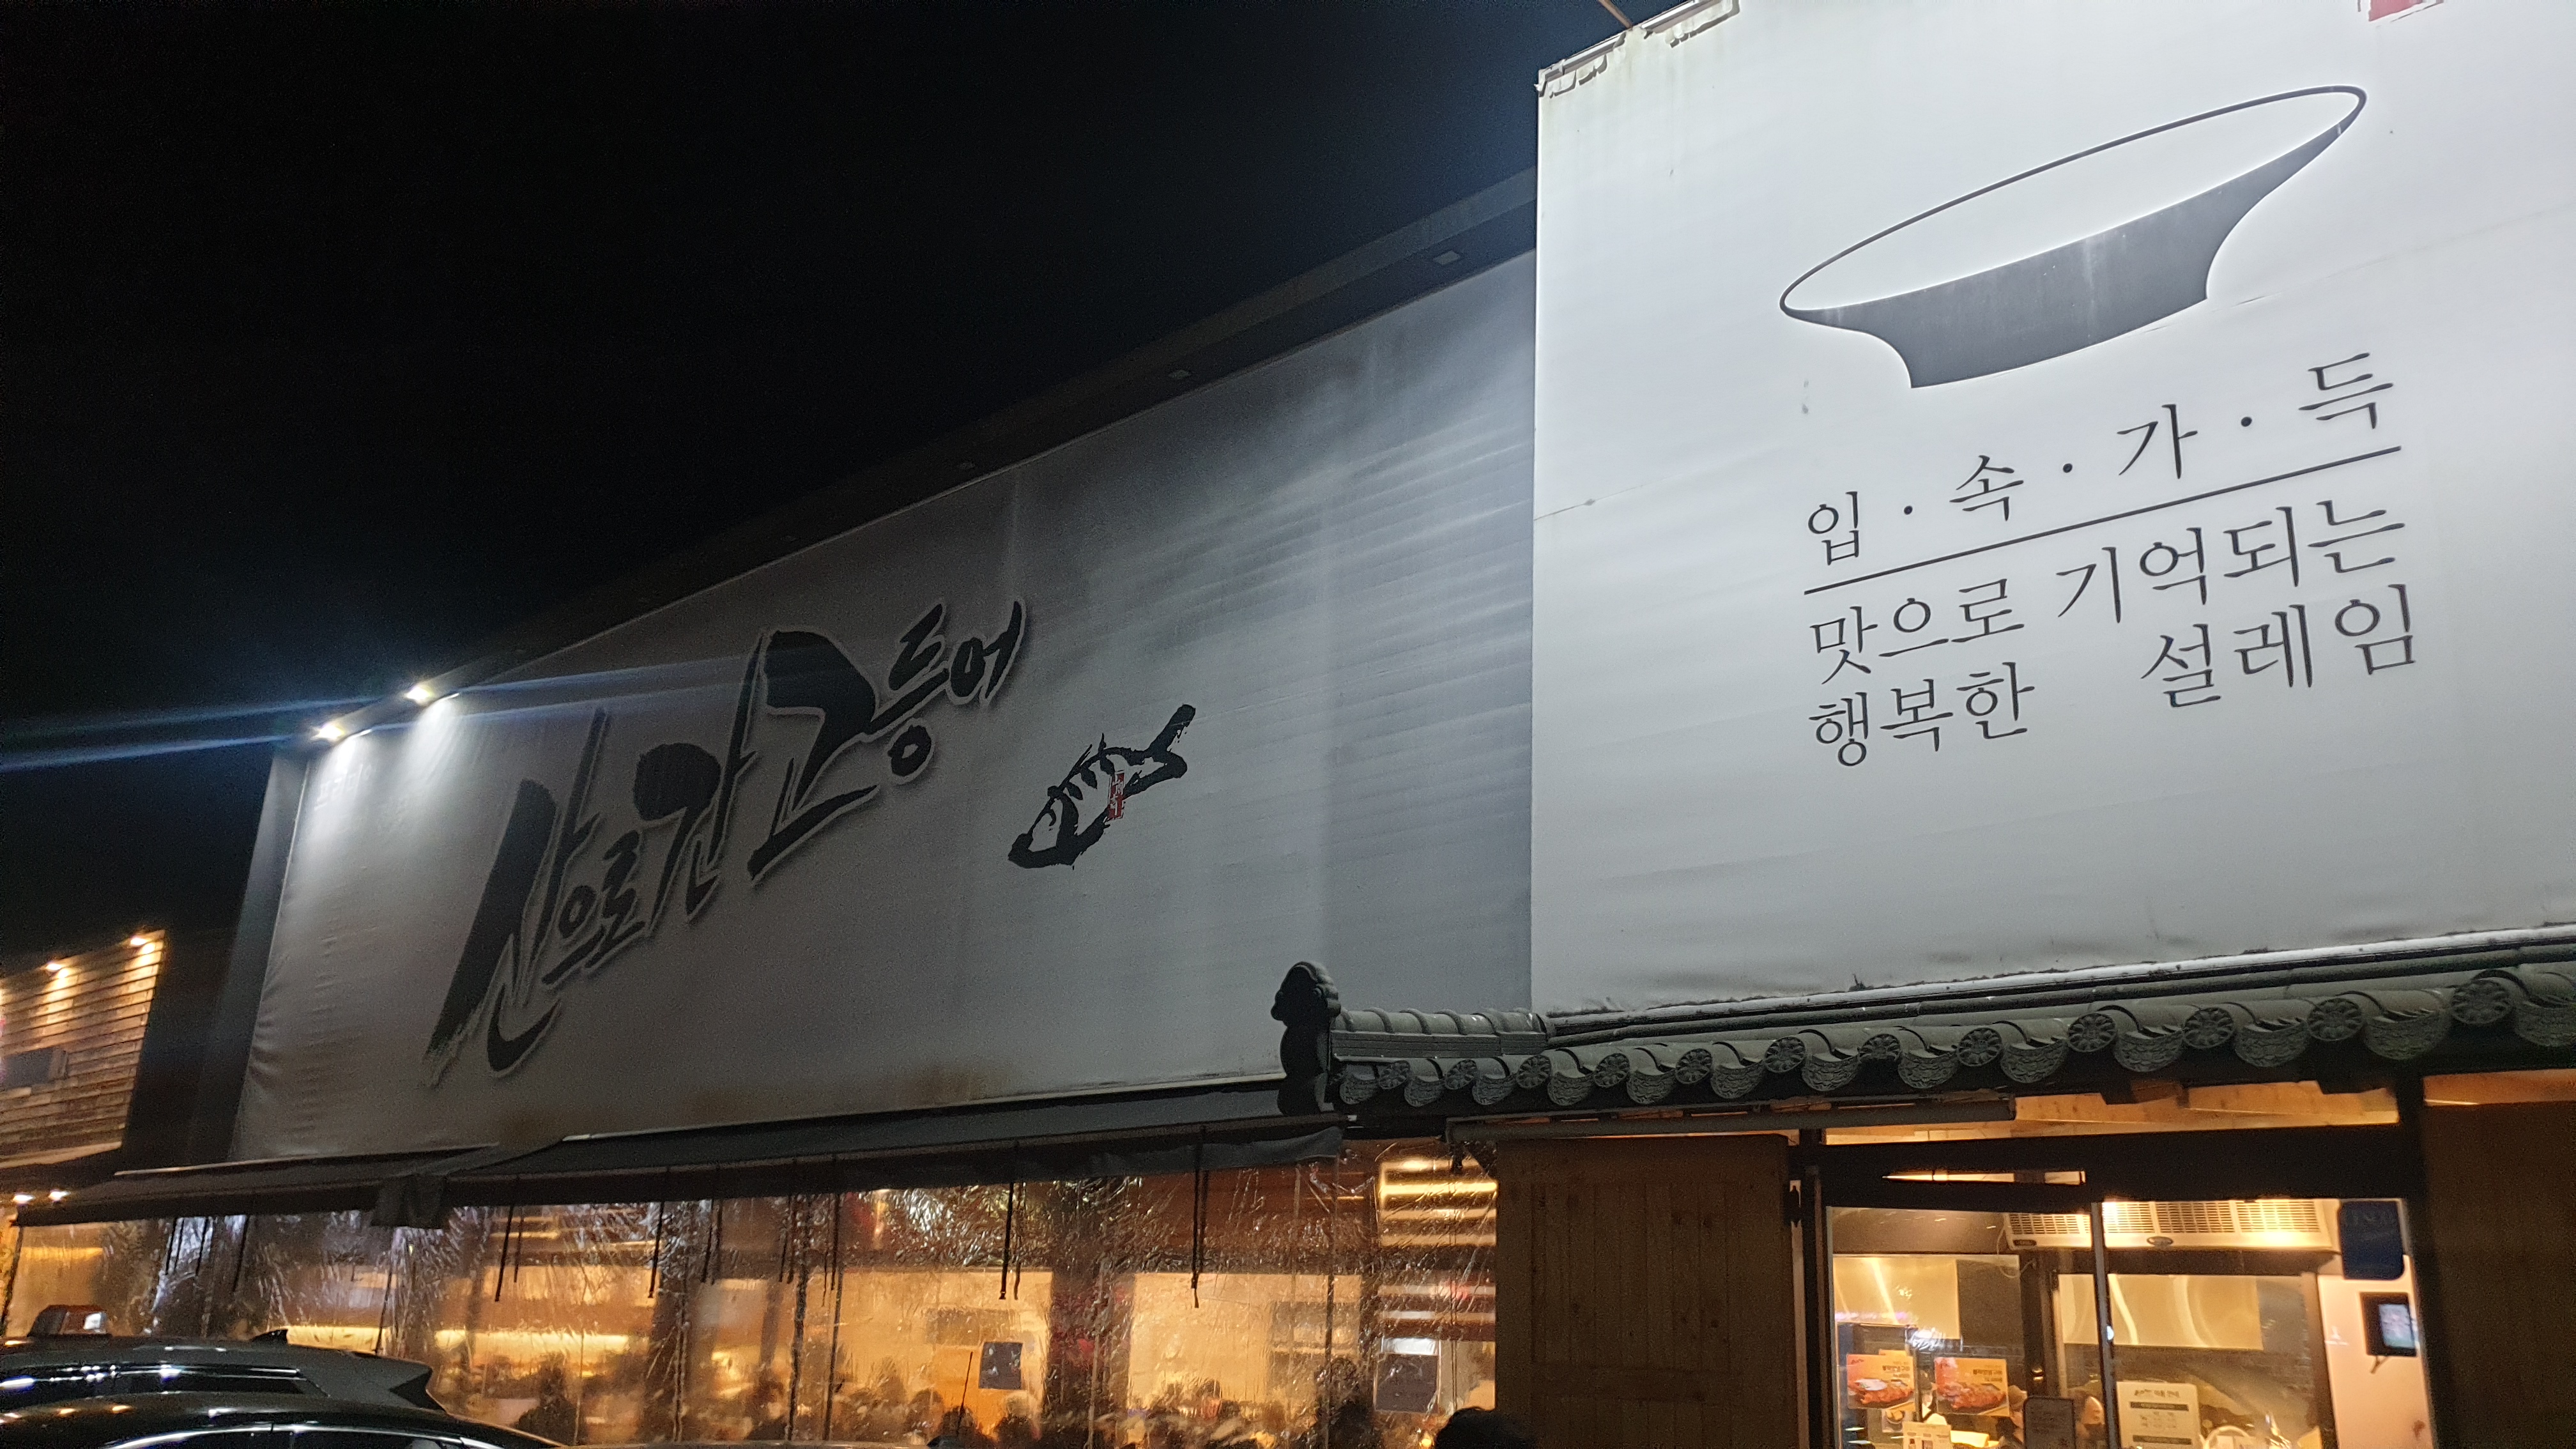 산으로간고등어
입·속·가·득
맛으로 기억되는
행복한 설레임